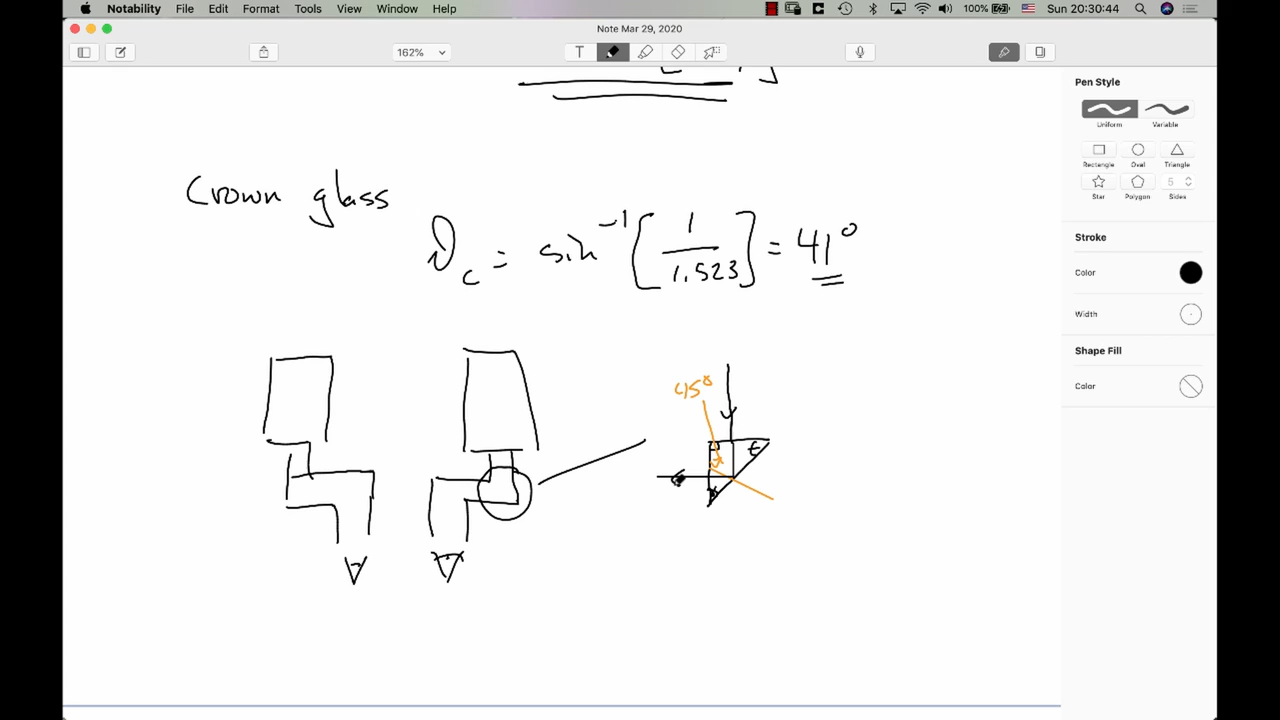 Notability File Edit Format Tools View Window Help 100% Sun 20:30:44
Note Mar 29, 2020
162% T
Pen Style
Uniform Variable
Rectangle Oval Triangle
5
Star Polygon Sides
Stroke
Color
Width
Shape Fill
Color
Crown glass
ϑc = sin⁻¹[1/1.523] = 41°
45°